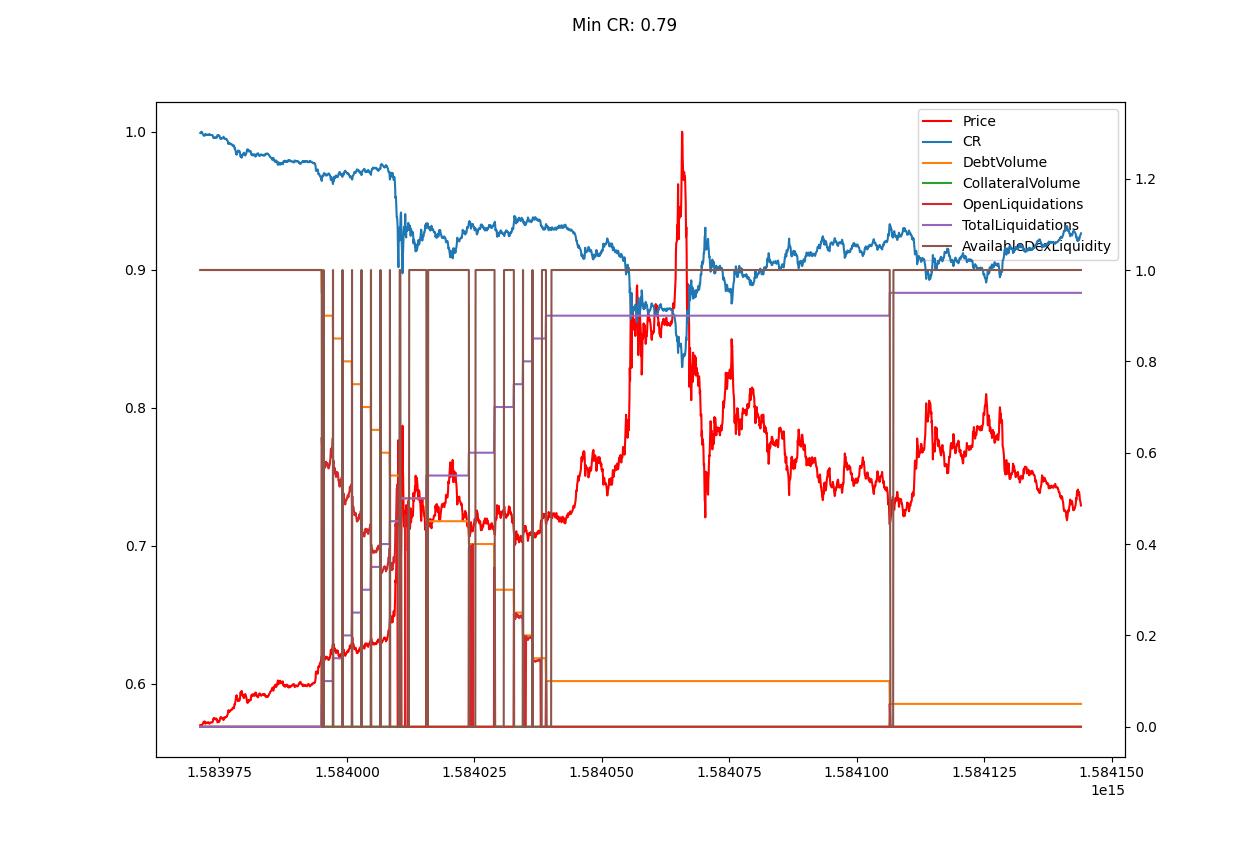 Min CR: 0.79
1.0
0.9
0.8
0.7
0.6
Price
CR
DebtVolume
CollateralVolume
OpenLiquidations
TotalLiquidations
AvailableDexLiquidity
1.2
1.0
0.8
0.6
0.4
0.2
0.0
1.583975 1.584000 1.584025 1.584050 1.584075 1.584100 1.584125 1.584150
1e15